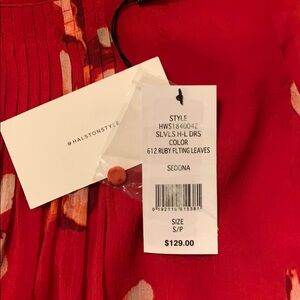 @HALSTONSTYLE
STYLE
HWS1840042
SLVLS H-L DRS
COLOR
612 RUBY FLTING LEAVES
SEDONA
SIZE
S/P
$129.00